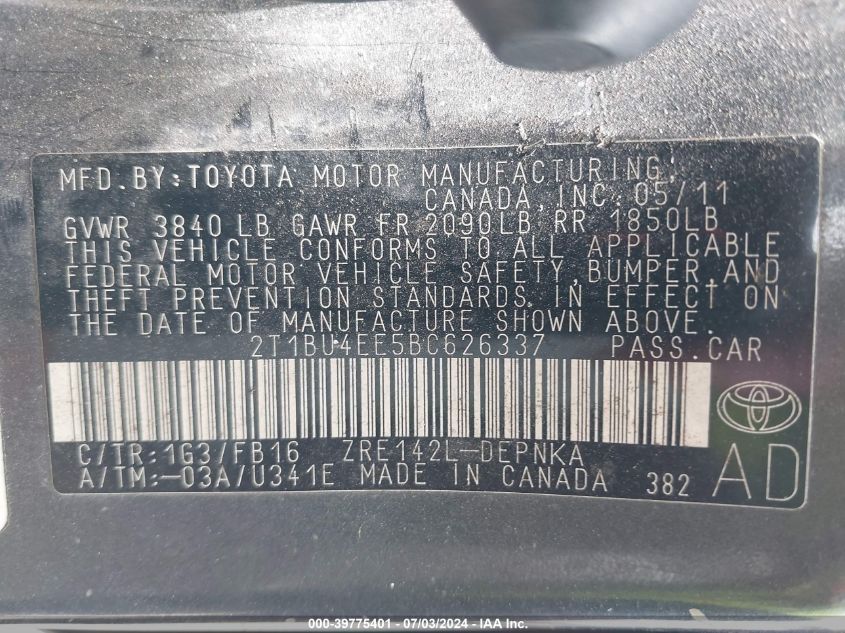 MFD.BY:TOYOTA MOTOR MANUFACTURING,
CANADA,INC. 05/11
GVWR 3840 LB GAWR FR 2090LB RR 1850LB
THIS VEHICLE CONFORMS TO ALL APPLICABLE
FEDERAL MOTOR VEHICLE SAFETY,BUMPER,AND
THEFT PREVENTION STANDARDS IN EFFECT ON
THE DATE OF MANUFACTURE SHOWN ABOVE.
2T1BU4EE5BC626337 PASS.CAR
C/TR:1G3/FB16 ZRE142L-DEPNKA
A/TM:-03A/U341E MADE IN CANADA 382
AD
000-39775401 - 07/03/2024 - IAA Inc.